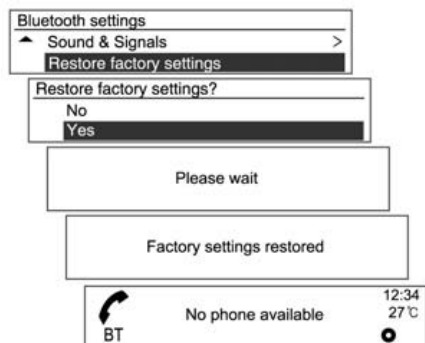 Bluetooth settings
Sound & Signals >
Restore factory settings
Restore factory settings?
No
Yes
Please wait
Factory settings restored
12:34
No phone available 27℃
BT